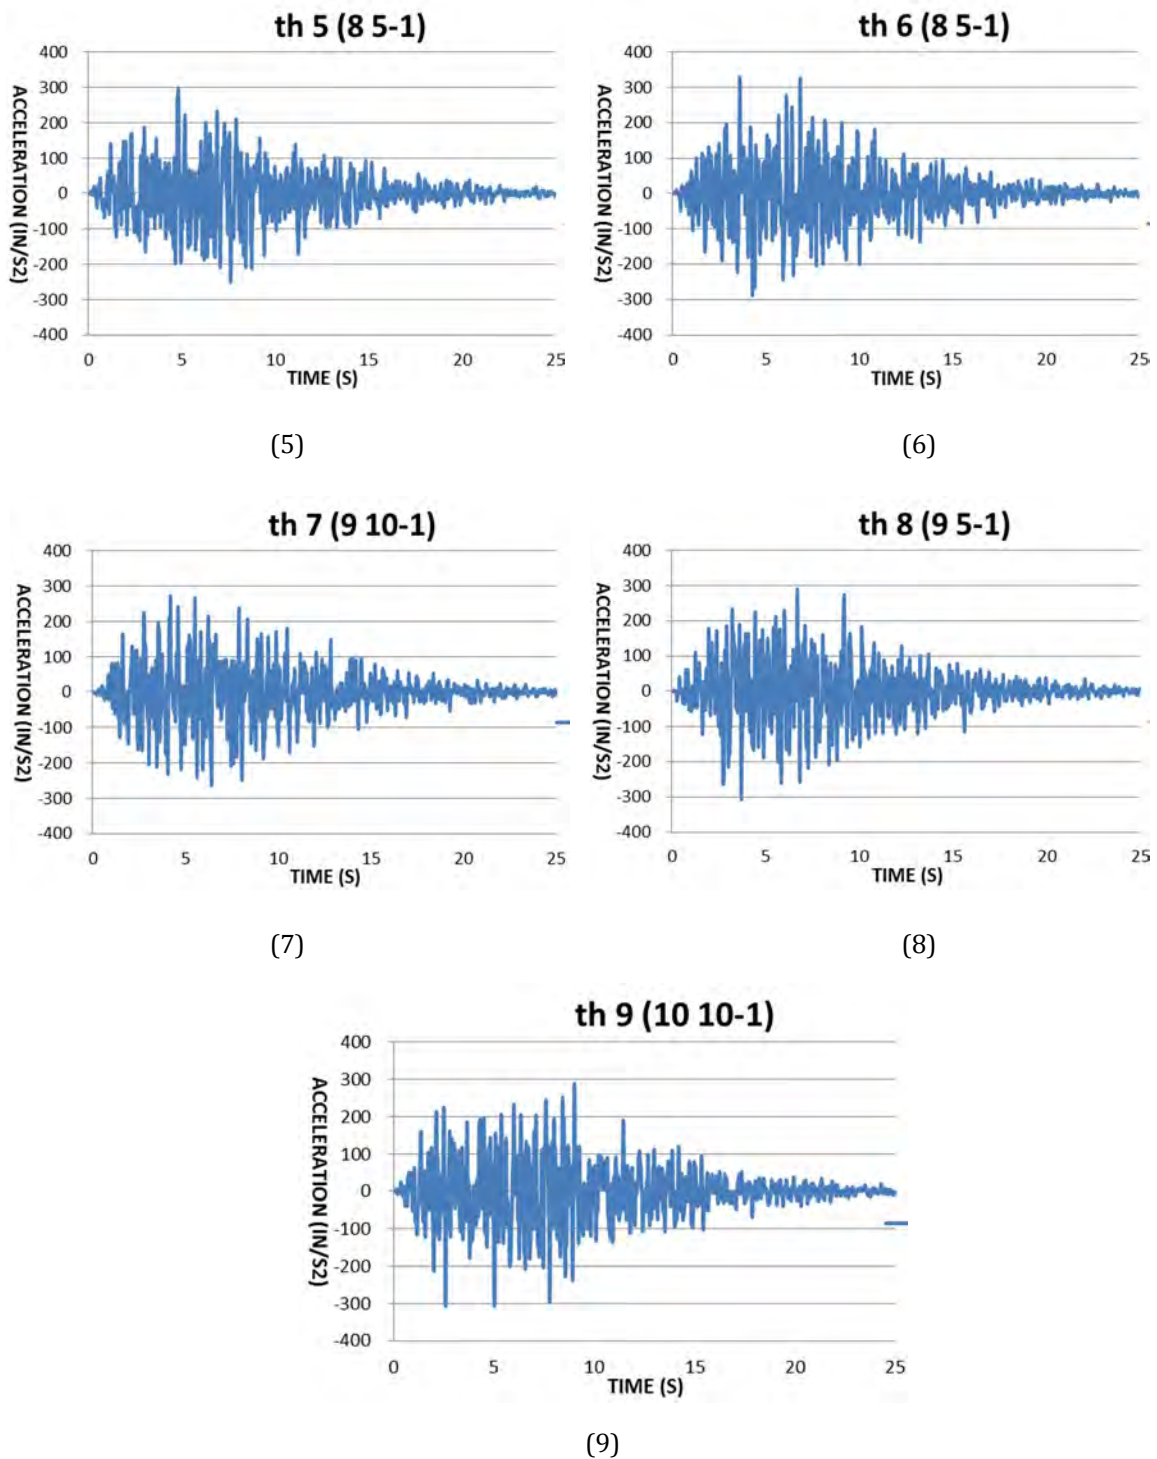 th 5 (8 5-1)
ACCELERATION (IN/S2)
400
300
200
100
0
-100
-200
-300
-400
0 5 10 15 20 25
TIME (S)
(5)
th 6 (8 5-1)
ACCELERATION (IN/S2)
400
300
200
100
0
-100
-200
-300
-400
0 5 10 15 20 25
TIME (S)
(6)
th 7 (9 10-1)
ACCELERATION (IN/S2)
400
300
200
100
0
-100
-200
-300
-400
0 5 10 15 20 25
TIME (S)
(7)
th 8 (9 5-1)
ACCELERATION (IN/S2)
400
300
200
100
0
-100
-200
-300
-400
0 5 10 15 20 25
TIME (S)
(8)
th 9 (10 10-1)
ACCELERATION (IN/S2)
400
300
200
100
0
-100
-200
-300
-400
0 5 10 15 20 25
TIME (S)
(9)